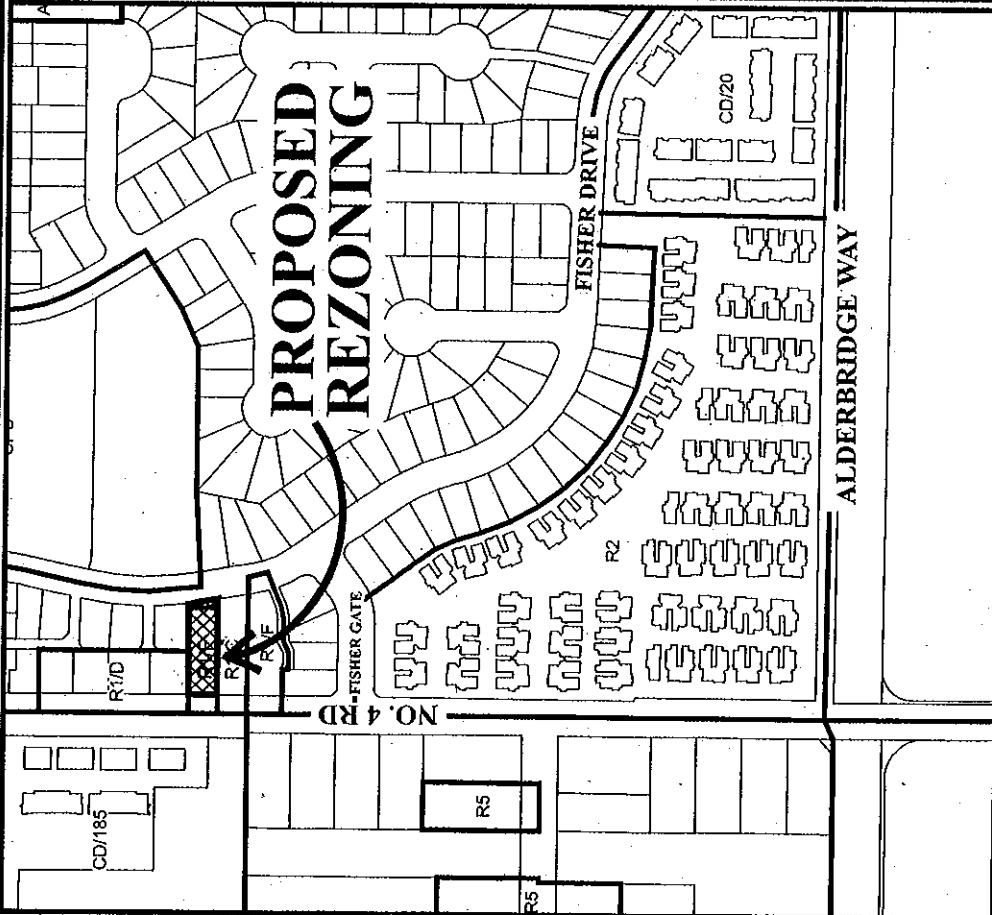 A
PROPOSED
REZONING
CD/20
FISHER DRIVE
ALDERBRIDGE WAY
R2
FISHER GATE
R1/D
NO. 4 RD
CD/185
R5
R5